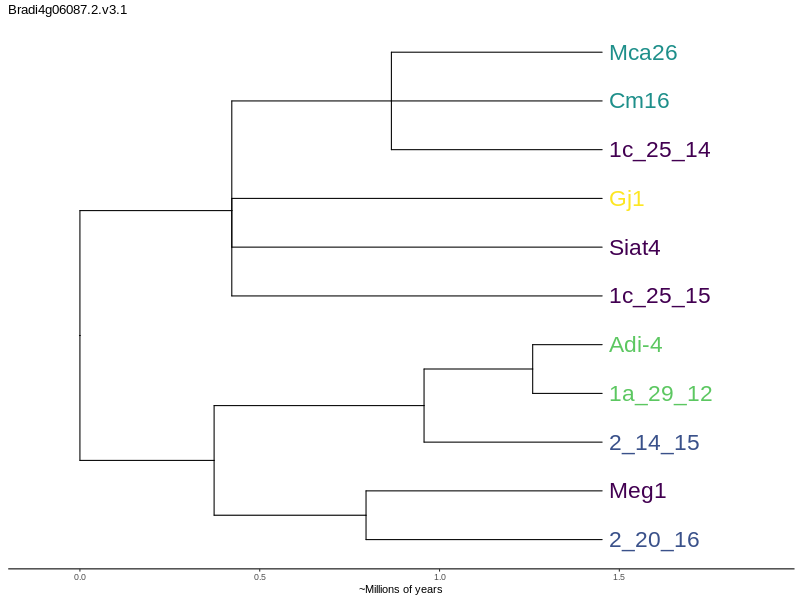 Bradi4g06087.2.v3.1
Mca26
Cm16
1c_25_14
Gj1
Siat4
1c_25_15
Adi-4
1a_29_12
2_14_15
Meg1
2_20_16
0.0 0.5 1.0 1.5
~Millions of years